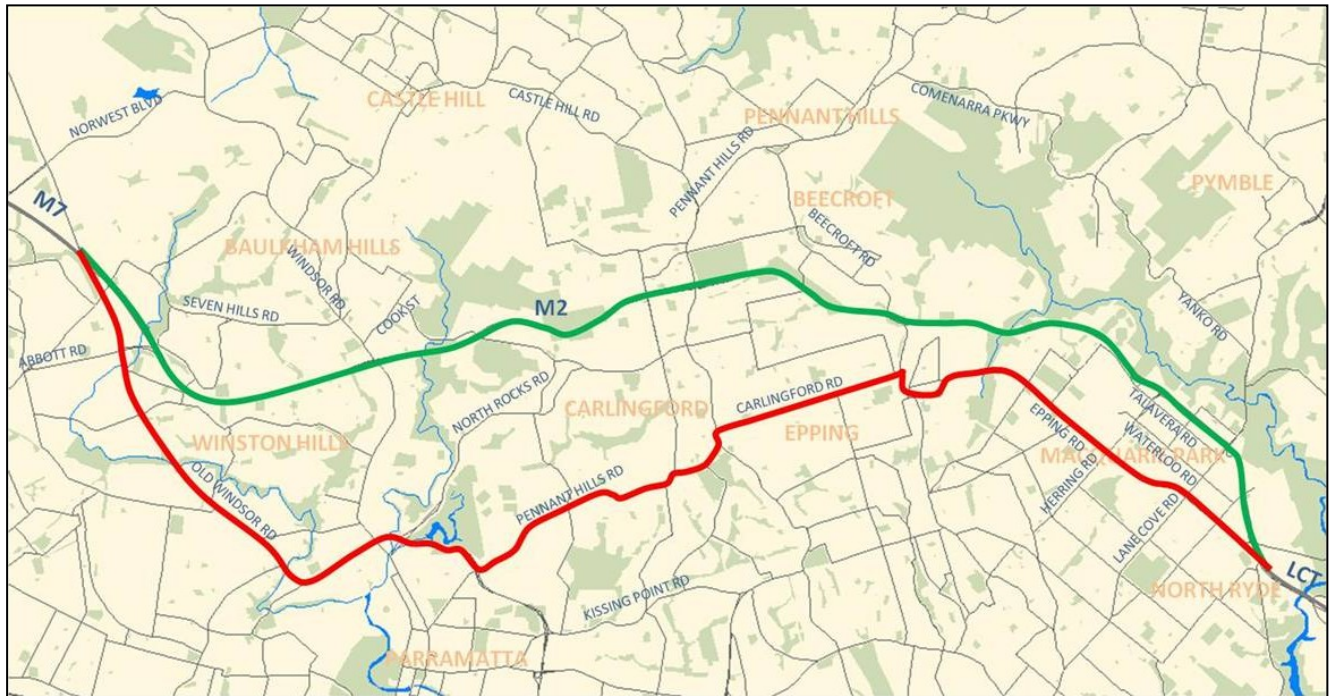 CASTLE HILL
CASTLE HILL RD
NORWEST BLVD
PENNANT HILLS
COMENARRA PKWY
PENNANT HILLS RD
PYMBLE
BEECROFT
M7
BEECROFT RD
BAULKHAM HILLS
WINDSOR RD
SEVEN HILLS RD
COOK ST
M2
YANKO RD
ABBOTT RD
NORTH ROCKS RD
CARLINGFORD
CARLINGFORD RD
EPPING
WINSTON HILLS
TALAVERA RD
EPPING RD
WATERLOO RD
MACQUARIE PARK
HERRING RD
OLD WINDSOR RD
PENNANT HILLS RD
LANE COVE RD
LCT
NORTH RYDE
KISSING POINT RD
PARRAMATTA